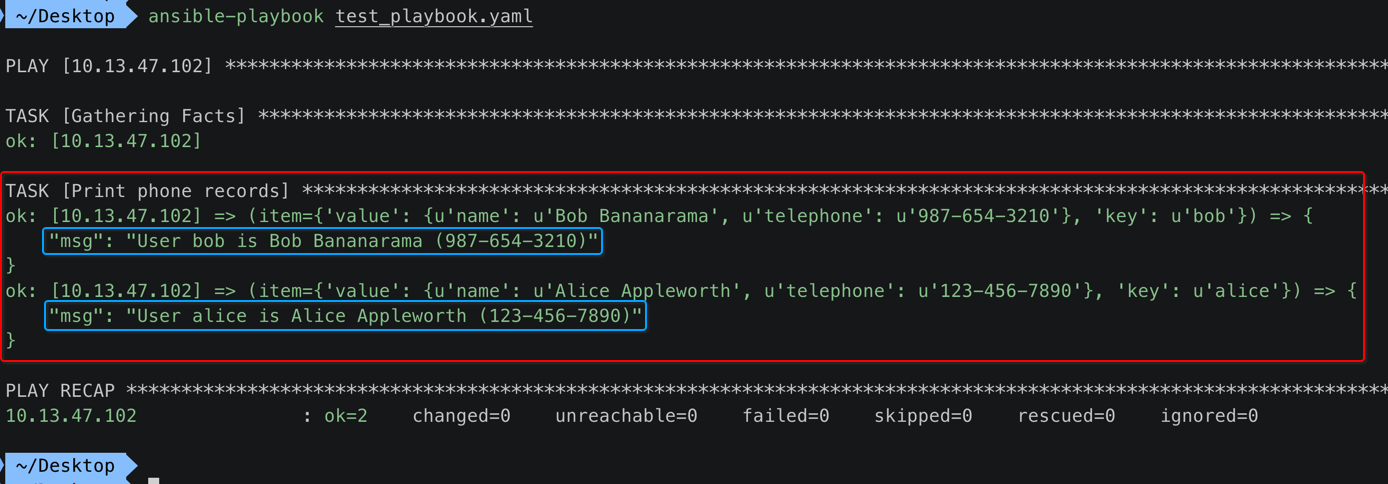 ~/Desktop ansible-playbook test_playbook.yaml
PLAY [10.13.47.102] **********************************************************************************************************
TASK [Gathering Facts] *******************************************************************************************************
ok: [10.13.47.102]
TASK [Print phone records] ***************************************************************************************************
ok: [10.13.47.102] => (item={'value': {u'name': u'Bob Bananarama', u'telephone': u'987-654-3210'}, 'key': u'bob'}) => {
"msg": "User bob is Bob Bananarama (987-654-3210)"
}
ok: [10.13.47.102] => (item={'value': {u'name': u'Alice Appleworth', u'telephone': u'123-456-7890'}, 'key': u'alice'}) => {
"msg": "User alice is Alice Appleworth (123-456-7890)"
}
PLAY RECAP *******************************************************************************************************************
10.13.47.102 : ok=2 changed=0 unreachable=0 failed=0 skipped=0 rescued=0 ignored=0
~/Desktop